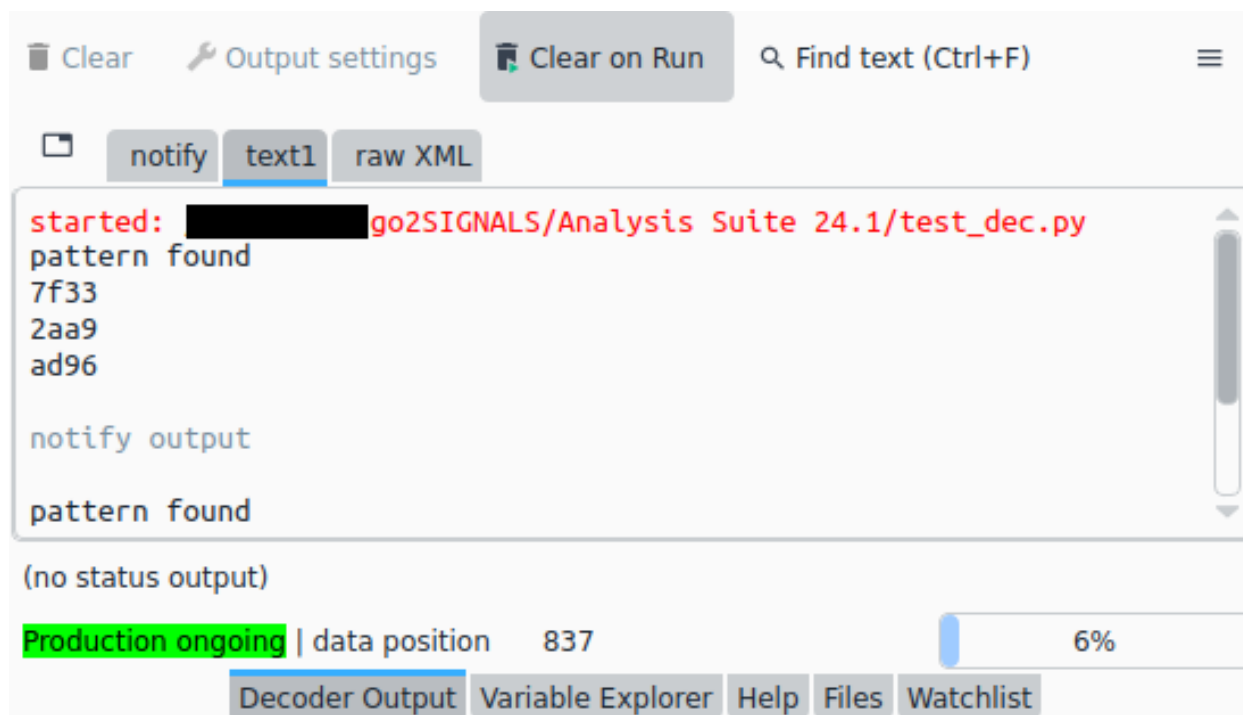 Clear Output settings Clear on Run Find text (Ctrl+F)
notify text1 raw XML
started: go2SIGNALS/Analysis Suite 24.1/test_dec.py
pattern found
7f33
2aa9
ad96
notify output
pattern found
(no status output)
Production ongoing | data position 837 6%
Decoder Output Variable Explorer Help Files Watchlist